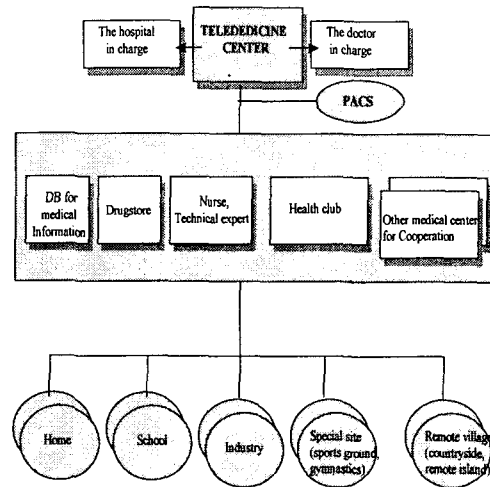 The hospital
in charge
TELEDEDICINE
CENTER
The doctor
in charge
PACS
DB for
medical
Information
Drugstore
Nurse,
Technical expert
Health club
Other medical center
for Cooperation
Home
School
Industry
Special site
(sports ground,
gymnastics)
Remote village
(countryside,
remote island)